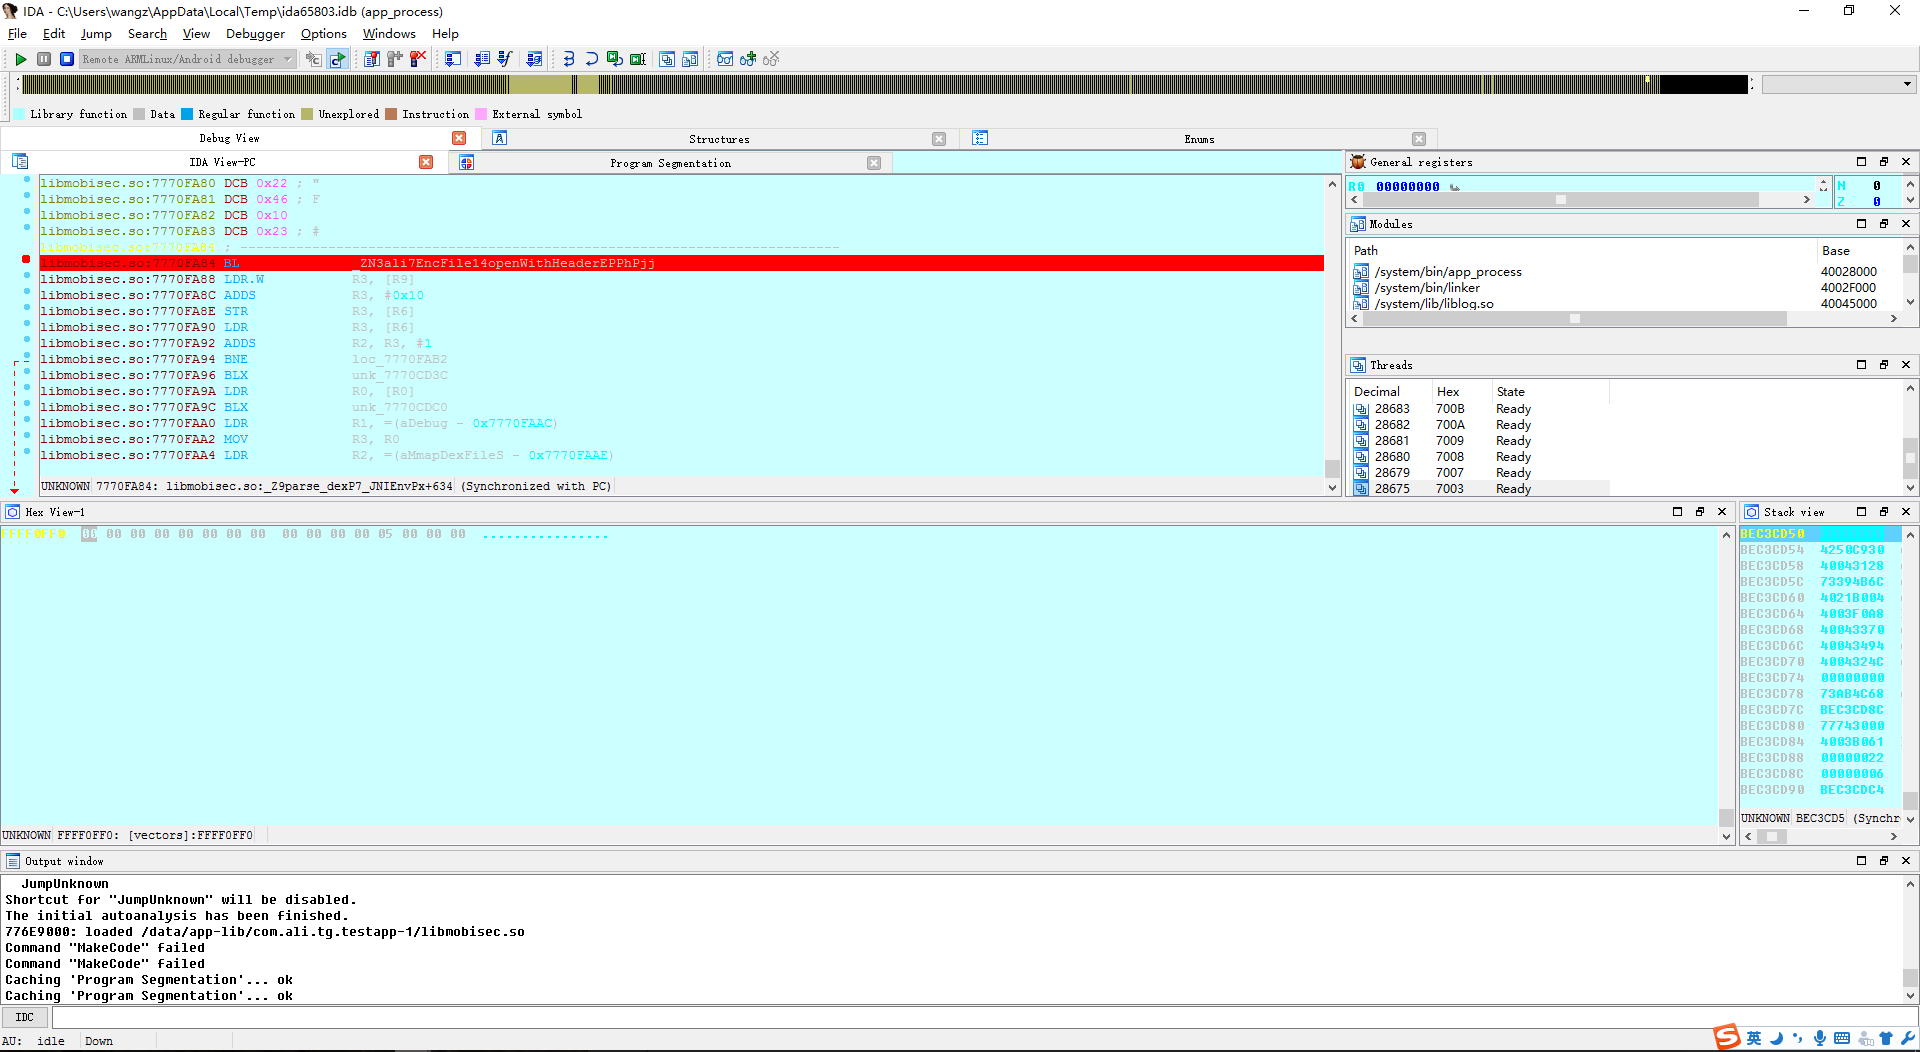 IDA - C:\Users\wangz\AppData\Local\Temp\ida65803.idb (app_process)
File Edit Jump Search View Debugger Options Windows Help
Remote ARMLinux/Android debugger
Library function Data Regular function Unexplored Instruction External symbol
Debug View Structures Enums
IDA View-PC Program Segmentation
libmobisec.so:7770FA80 DCB 0x22 ; "
libmobisec.so:7770FA81 DCB 0x46 ; F
libmobisec.so:7770FA82 DCB 0x10
libmobisec.so:7770FA83 DCB 0x23 ; #
libmobisec.so:7770FA84 ; ---------------------------------------------------------------------------
libmobisec.so:7770FA84 BL _ZN3ali7EncFile14openWithHeaderEPPhPjj
libmobisec.so:7770FA88 LDR.W R3, [R9]
libmobisec.so:7770FA8C ADDS R3, #0x10
libmobisec.so:7770FA8E STR R3, [R6]
libmobisec.so:7770FA90 LDR R3, [R6]
libmobisec.so:7770FA92 ADDS R2, R3, #1
libmobisec.so:7770FA94 BNE loc_7770FAB2
libmobisec.so:7770FA96 BLX unk_7770CD3C
libmobisec.so:7770FA9A LDR R0, [R0]
libmobisec.so:7770FA9C BLX unk_7770CDC0
libmobisec.so:7770FAA0 LDR R1, =(aDebug - 0x7770FAAC)
libmobisec.so:7770FAA2 MOV R3, R0
libmobisec.so:7770FAA4 LDR R2, =(aMmapDexFileS - 0x7770FAAE)
UNKNOWN 7770FA84: libmobisec.so:_Z9parse_dexP7_JNIEnvPx+634 (Synchronized with PC)
General registers
R0 00000000
N 0
Z 0
Modules
Path Base
/system/bin/app_process 40028000
/system/bin/linker 4002F000
/system/lib/liblog.so 40045000
Threads
Decimal Hex State
28683 700B Ready
28682 700A Ready
28681 7009 Ready
28680 7008 Ready
28679 7007 Ready
28675 7003 Ready
Hex View-1
FFFF0FF0 00 00 00 00 00 00 00 00 00 00 00 00 05 00 00 00 ................
UNKNOWN FFFF0FF0: [vectors]:FFFF0FF0
Stack view
BEC3CD50
BEC3CD54 4250C930
BEC3CD58 40043128
BEC3CD5C 73394B6C
BEC3CD60 4021B004
BEC3CD64 4003F0A8
BEC3CD68 40043370
BEC3CD6C 40043494
BEC3CD70 4004324C
BEC3CD74 00000000
BEC3CD78 73AB4C68
BEC3CD7C BEC3CD8C
BEC3CD80 77743000
BEC3CD84 4003B061
BEC3CD88 00000022
BEC3CD8C 00000006
BEC3CD90 BEC3CDC4
UNKNOWN BEC3CD5 (Synchr
Output window
JumpUnknown
Shortcut for "JumpUnknown" will be disabled.
The initial autoanalysis has been finished.
776E9000: loaded /data/app-lib/com.ali.tg.testapp-1/libmobisec.so
Command "MakeCode" failed
Command "MakeCode" failed
Caching 'Program Segmentation'... ok
Caching 'Program Segmentation'... ok
IDC
AU: idle Down
S 英